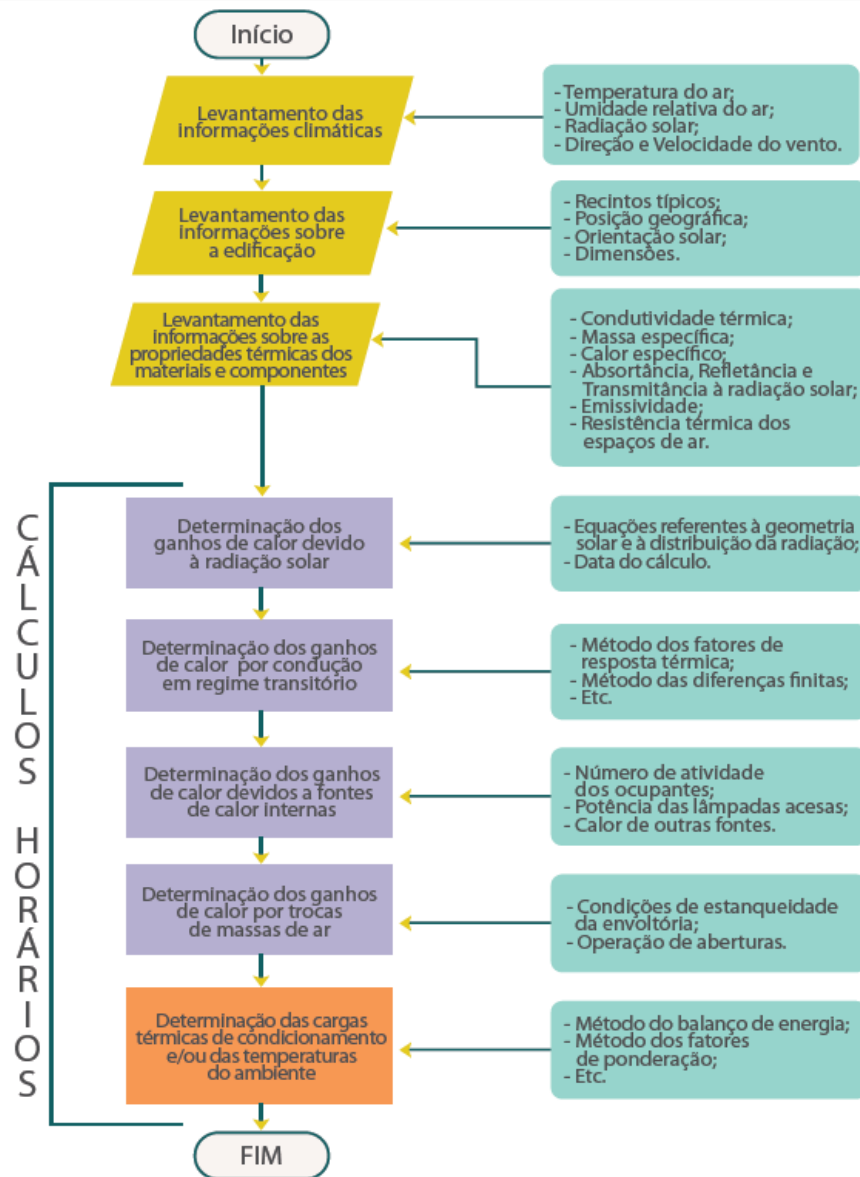 Início
Levantamento das
informações climáticas
- Temperatura do ar;
- Umidade relativa do ar;
- Radiação solar;
- Direção e Velocidade do vento.
Levantamento das
informações sobre
a edificação
- Recintos típicos;
- Posição geográfica;
- Orientação solar;
- Dimensões.
Levantamento das
informações sobre as
propriedades térmicas dos
materiais e componentes
- Condutividade térmica;
- Massa específica;
- Calor específico;
- Absortância, Refletância e
Transmitância à radiação solar;
- Emissividade;
- Resistência térmica dos
espaços de ar.
CÁLCULOS HORÁRIOS
Determinação dos
ganhos de calor devido
à radiação solar
- Equações referentes à geometria
solar e à distribuição da radiação;
- Data do cálculo.
Determinação dos ganhos
de calor por condução
em regime transitório
- Método dos fatores de
resposta térmica;
- Método das diferenças finitas;
- Etc.
Determinação dos ganhos
de calor devidos a fontes
de calor internas
- Número de atividade
dos ocupantes;
- Potência das lâmpadas acesas;
- Calor de outras fontes.
Determinação dos ganhos
de calor por trocas
de massas de ar
- Condições de estanqueidade
da envoltória;
- Operação de aberturas.
Determinação das cargas
térmicas de condicionamento
e/ou das temperaturas
do ambiente
- Método do balanço de energia;
- Método dos fatores
de ponderação;
- Etc.
FIM